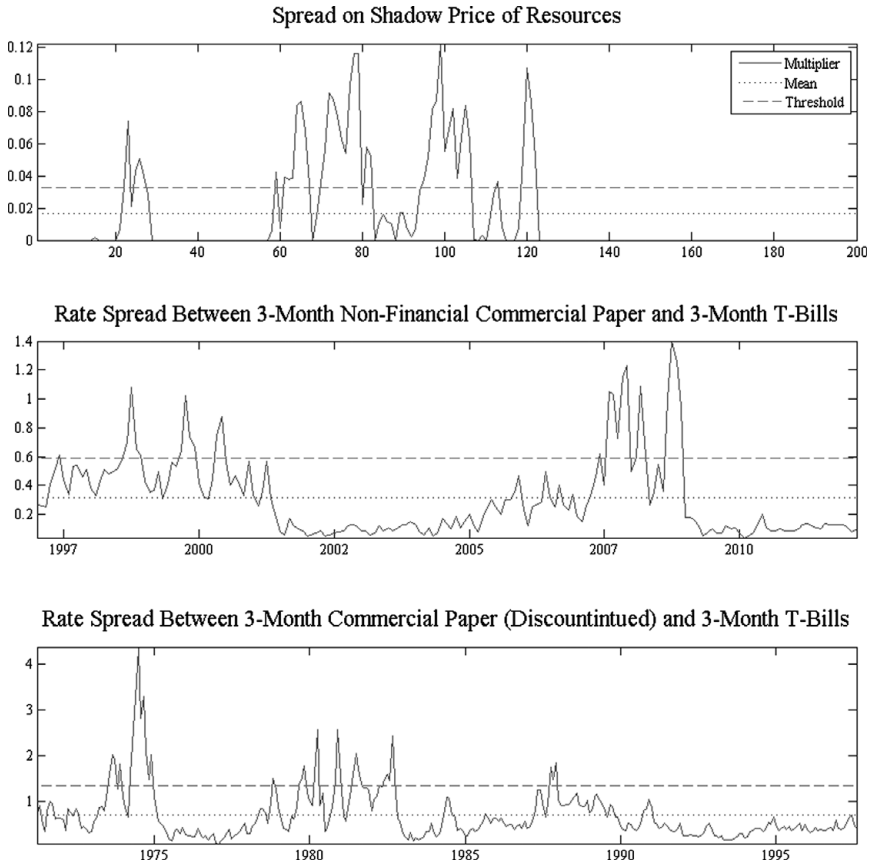 Spread on Shadow Price of Resources
0.12
0.1
0.08
0.06
0.04
0.02
0
Multiplier
Mean
Threshold
20 40 60 80 100 120 140 160 180 200
Rate Spread Between 3-Month Non-Financial Commercial Paper and 3-Month T-Bills
1.4
1.2
1
0.8
0.6
0.4
0.2
1997 2000 2002 2005 2007 2010
Rate Spread Between 3-Month Commercial Paper (Discountintued) and 3-Month T-Bills
4
3
2
1
1975 1980 1985 1990 1995